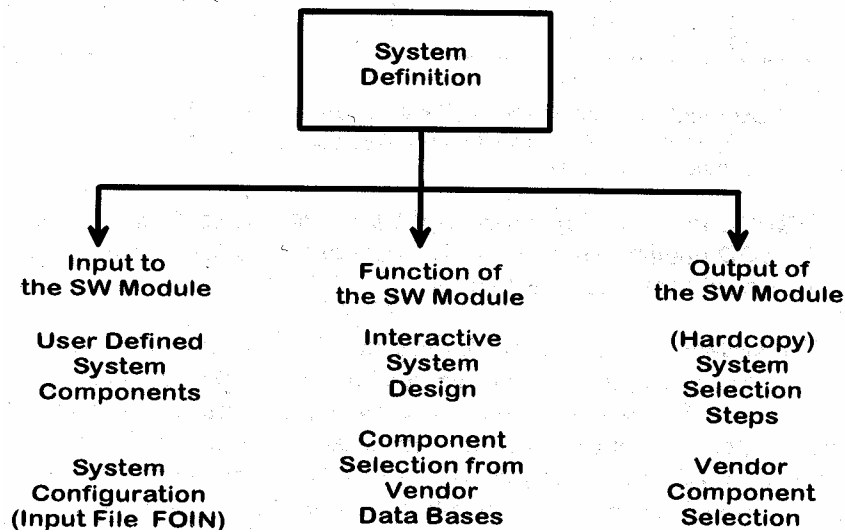 System
Definition
Input to
the SW Module
User Defined
System
Components
System
Configuration
(Input File FOIN)
Function of
the SW Module
Interactive
System
Design
Component
Selection from
Vendor
Data Bases
Output of
the SW Module
(Hardcopy)
System
Selection
Steps
Vendor
Component
Selection